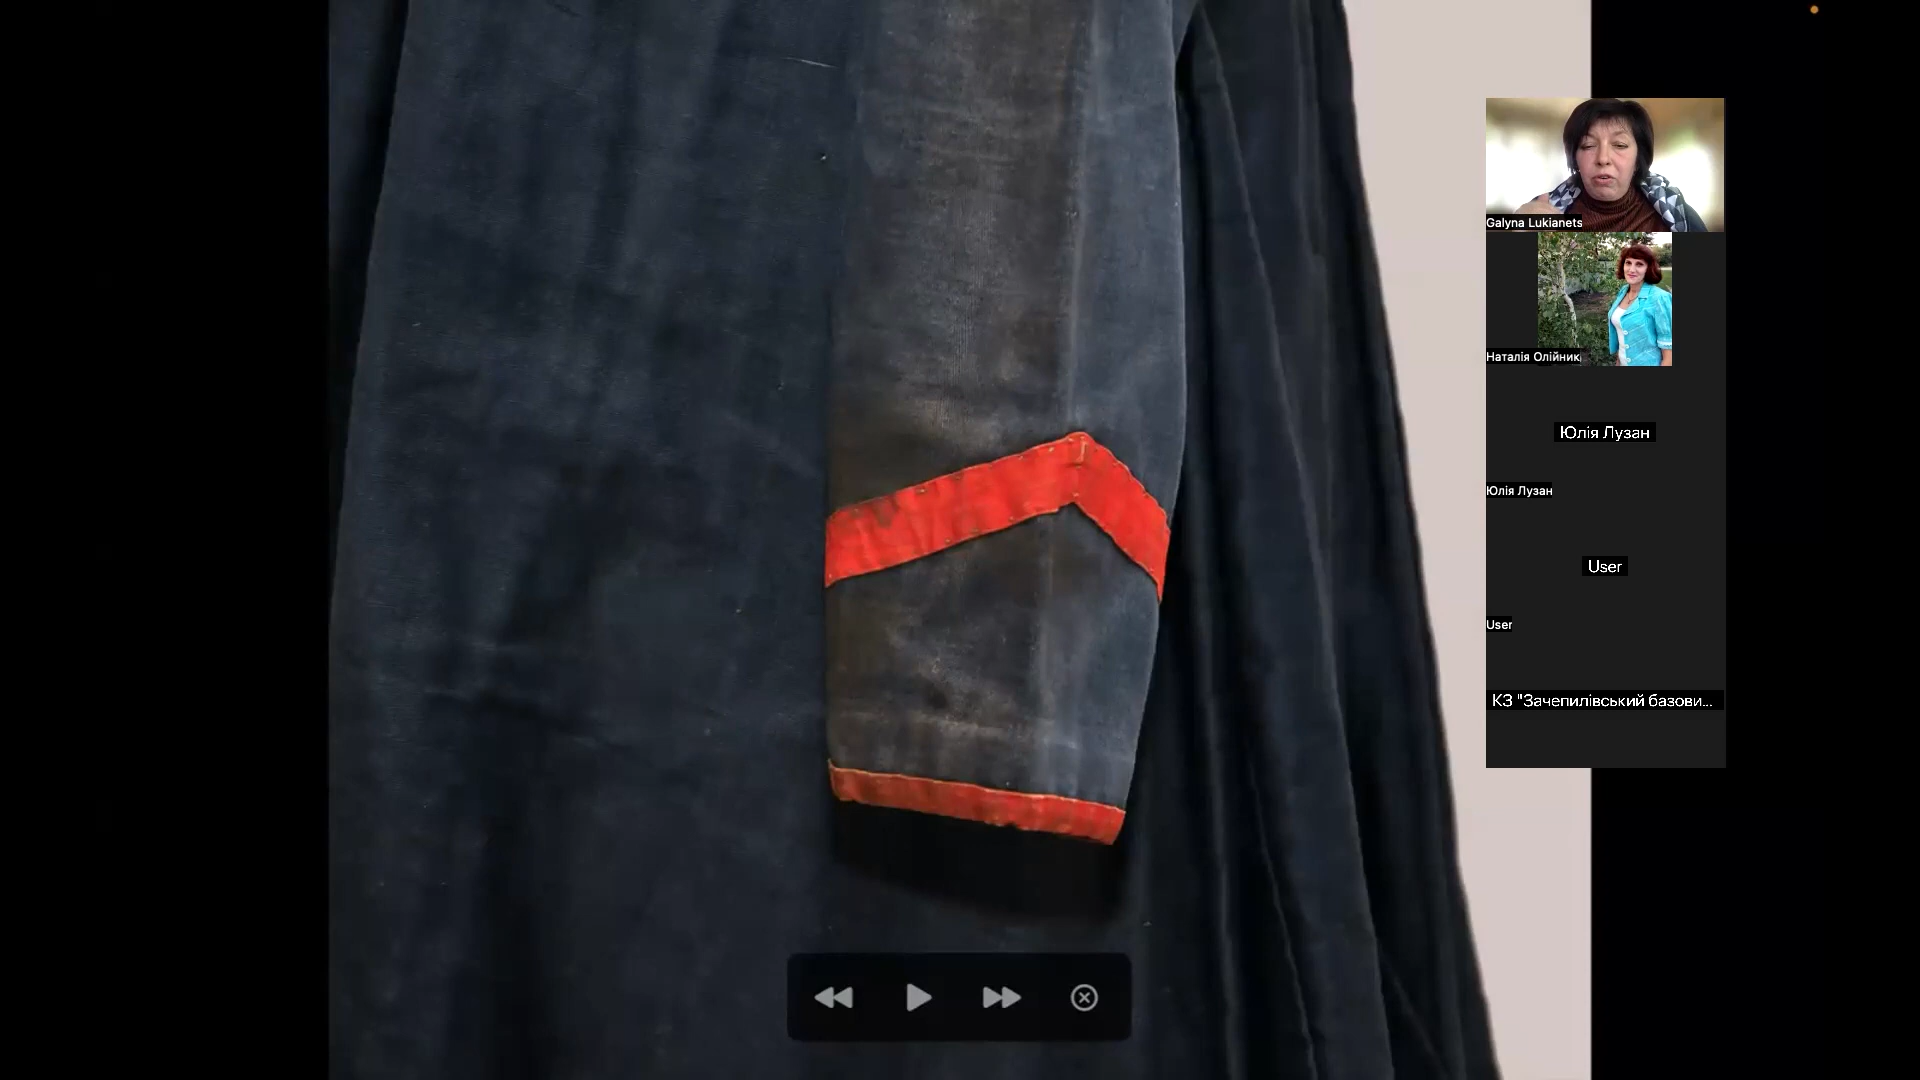 Galyna Lukianets
Наталія Олійник
Юлія Лузан
Юлія Лузан
User
User
КЗ "Зачепилівський базови...